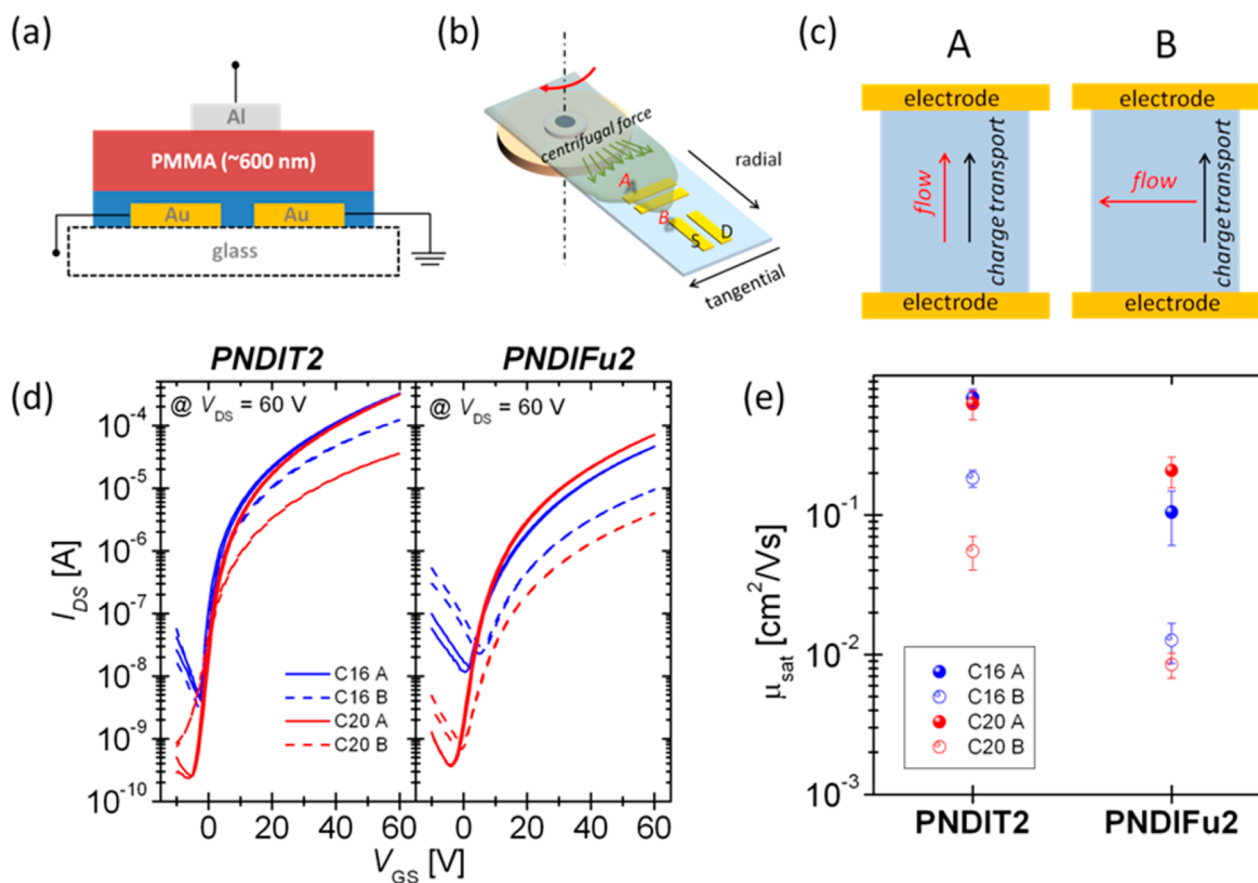 (a)
Al
PMMA (~600 nm)
Au
Au
glass
(b)
centrifugal force
A
B
S
D
radial
tangential
(c)
A
B
electrode
electrode
flow
charge transport
flow
charge transport
electrode
electrode
(d)
PNDIT2
PNDIFu2
@ V_DS = 60 V
@ V_DS = 60 V
10⁻⁴
10⁻⁵
10⁻⁶
10⁻⁷
10⁻⁸
10⁻⁹
10⁻¹⁰
I_DS [A]
C16 A
C16 B
C20 A
C20 B
0
20
40
60
0
20
40
60
V_GS [V]
(e)
10⁻¹
10⁻²
10⁻³
μ_sat [cm²/Vs]
C16 A
C16 B
C20 A
C20 B
PNDIT2
PNDIFu2